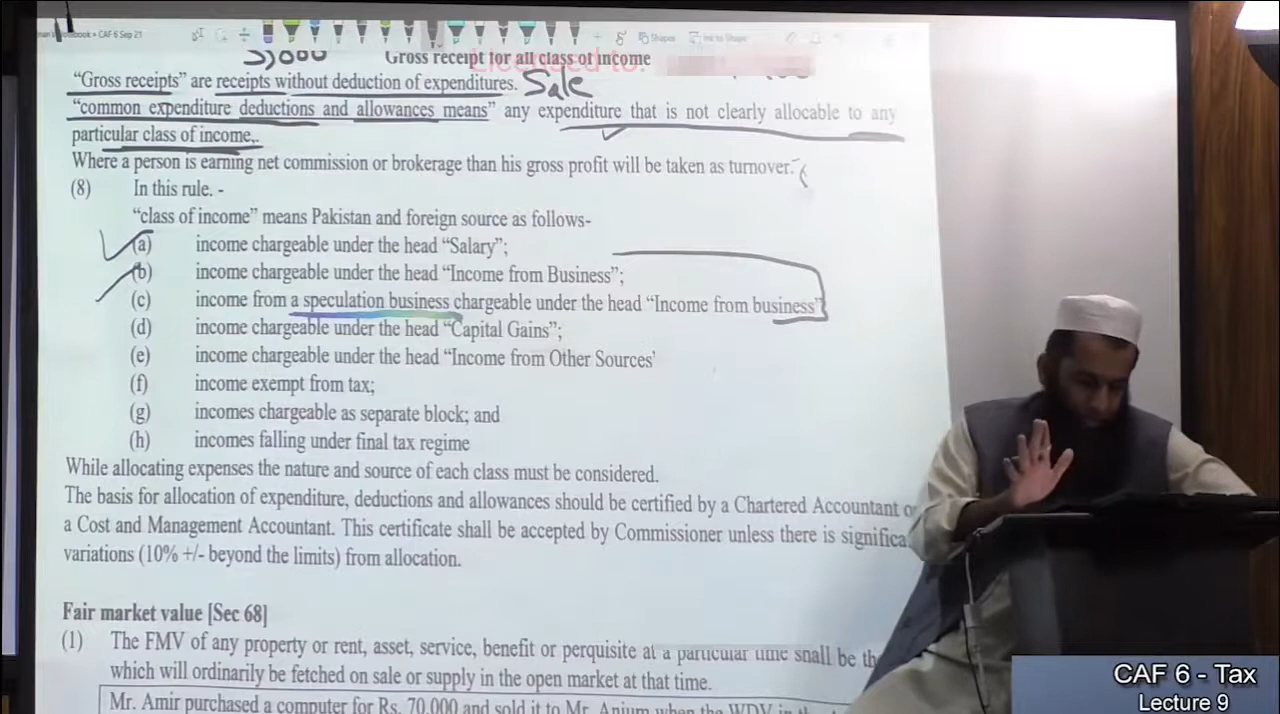 Workbook • CAF 6 Sep 21
Shapes
Ink to Shape
Gross receipt for all class of income
Licensed to:
“Gross receipts” are receipts without deduction of expenditures. Sale
“common expenditure deductions and allowances means” any expenditure that is not clearly allocable to any
particular class of income,.
Where a person is earning net commission or brokerage than his gross profit will be taken as turnover.
(8) In this rule. -
“class of income” means Pakistan and foreign source as follows-
(a) income chargeable under the head “Salary”;
(b) income chargeable under the head “Income from Business”;
(c) income from a speculation business chargeable under the head “Income from business”
(d) income chargeable under the head “Capital Gains”;
(e) income chargeable under the head “Income from Other Sources'
(f) income exempt from tax;
(g) incomes chargeable as separate block; and
(h) incomes falling under final tax regime
While allocating expenses the nature and source of each class must be considered.
The basis for allocation of expenditure, deductions and allowances should be certified by a Chartered Accountant
a Cost and Management Accountant. This certificate shall be accepted by Commissioner unless there is significa
variations (10% +/- beyond the limits) from allocation.
Fair market value [Sec 68]
(1) The FMV of any property or rent, asset, service, benefit or perquisite at a particular time shall be th
which will ordinarily be fetched on sale or supply in the open market at that time.
Mr. Amir purchased a computer for Rs. 70,000 and sold it to Mr. Anjum when the WDV in
CAF 6 - Tax
Lecture 9